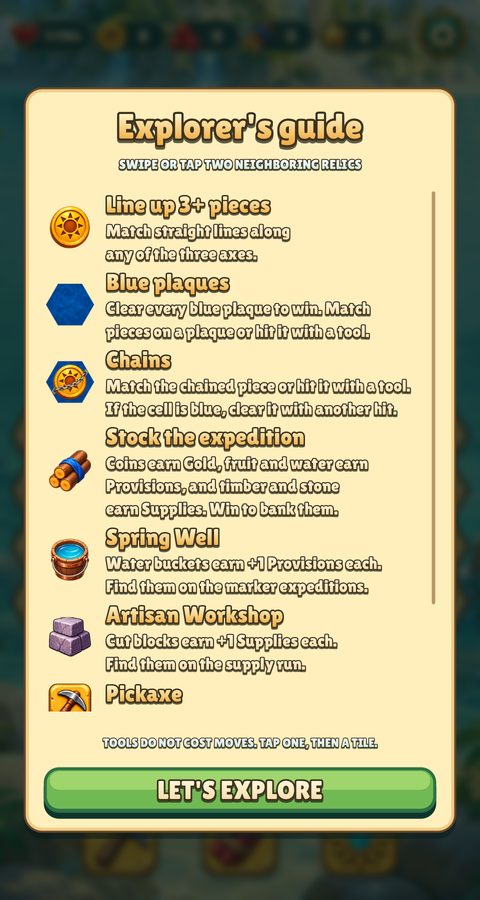 Explorer's guide
SWIPE OR TAP TWO NEIGHBORING RELICS
Line up 3+ pieces
Match straight lines along
any of the three axes.
Blue plaques
Clear every blue plaque to win. Match
pieces on a plaque or hit it with a tool.
Chains
Match the chained piece or hit it with a tool.
If the cell is blue, clear it with another hit.
Stock the expedition
Coins earn Gold, fruit and water earn
Provisions, and timber and stone
earn Supplies. Win to bank them.
Spring Well
Water buckets earn +1 Provisions each.
Find them on the marker expeditions.
Artisan Workshop
Cut blocks earn +1 Supplies each.
Find them on the supply run.
Pickaxe
TOOLS DO NOT COST MOVES. TAP ONE, THEN A TILE.
LET'S EXPLORE